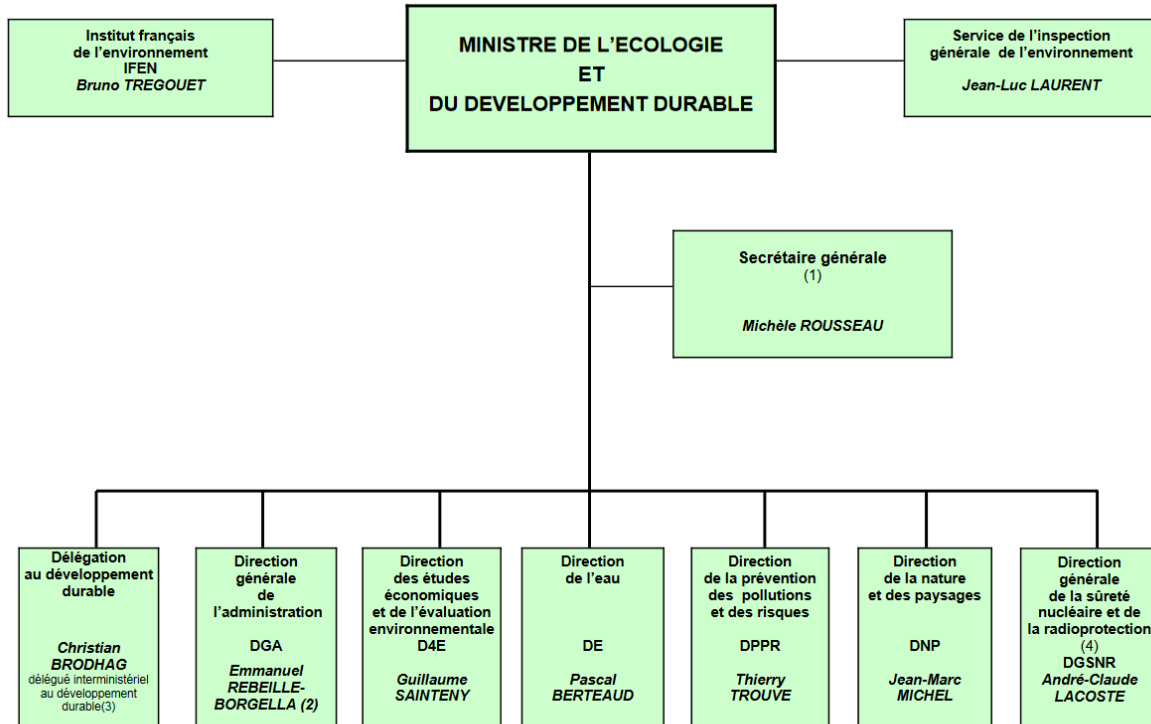 Institut français
de l'environnement
IFEN
Bruno TREGOUET
MINISTRE DE L'ECOLOGIE
ET
DU DEVELOPPEMENT DURABLE
Service de l'inspection
générale de l'environnement
Jean-Luc LAURENT
Secrétaire générale
(1)
Michèle ROUSSEAU
Délégation
au développement
durable
Christian
BRODHAG
délégué interministériel
au développement
durable(3)
Direction
générale
de
l'administration
DGA
Emmanuel
REBEILLE-
BORGELLA (2)
Direction
des études
économiques
et de l'évaluation
environnementale
D4E
Guillaume
SAINTENY
Direction
de l'eau
DE
Pascal
BERTEAUD
Direction
de la prévention
des pollutions
et des risques
DPPR
Thierry
TROUVE
Direction
de la nature
et des paysages
DNP
Jean-Marc
MICHEL
Direction
générale
de la sûreté
nucléaire et de
la radioprotection
(4)
DGSNR
André-Claude
LACOSTE